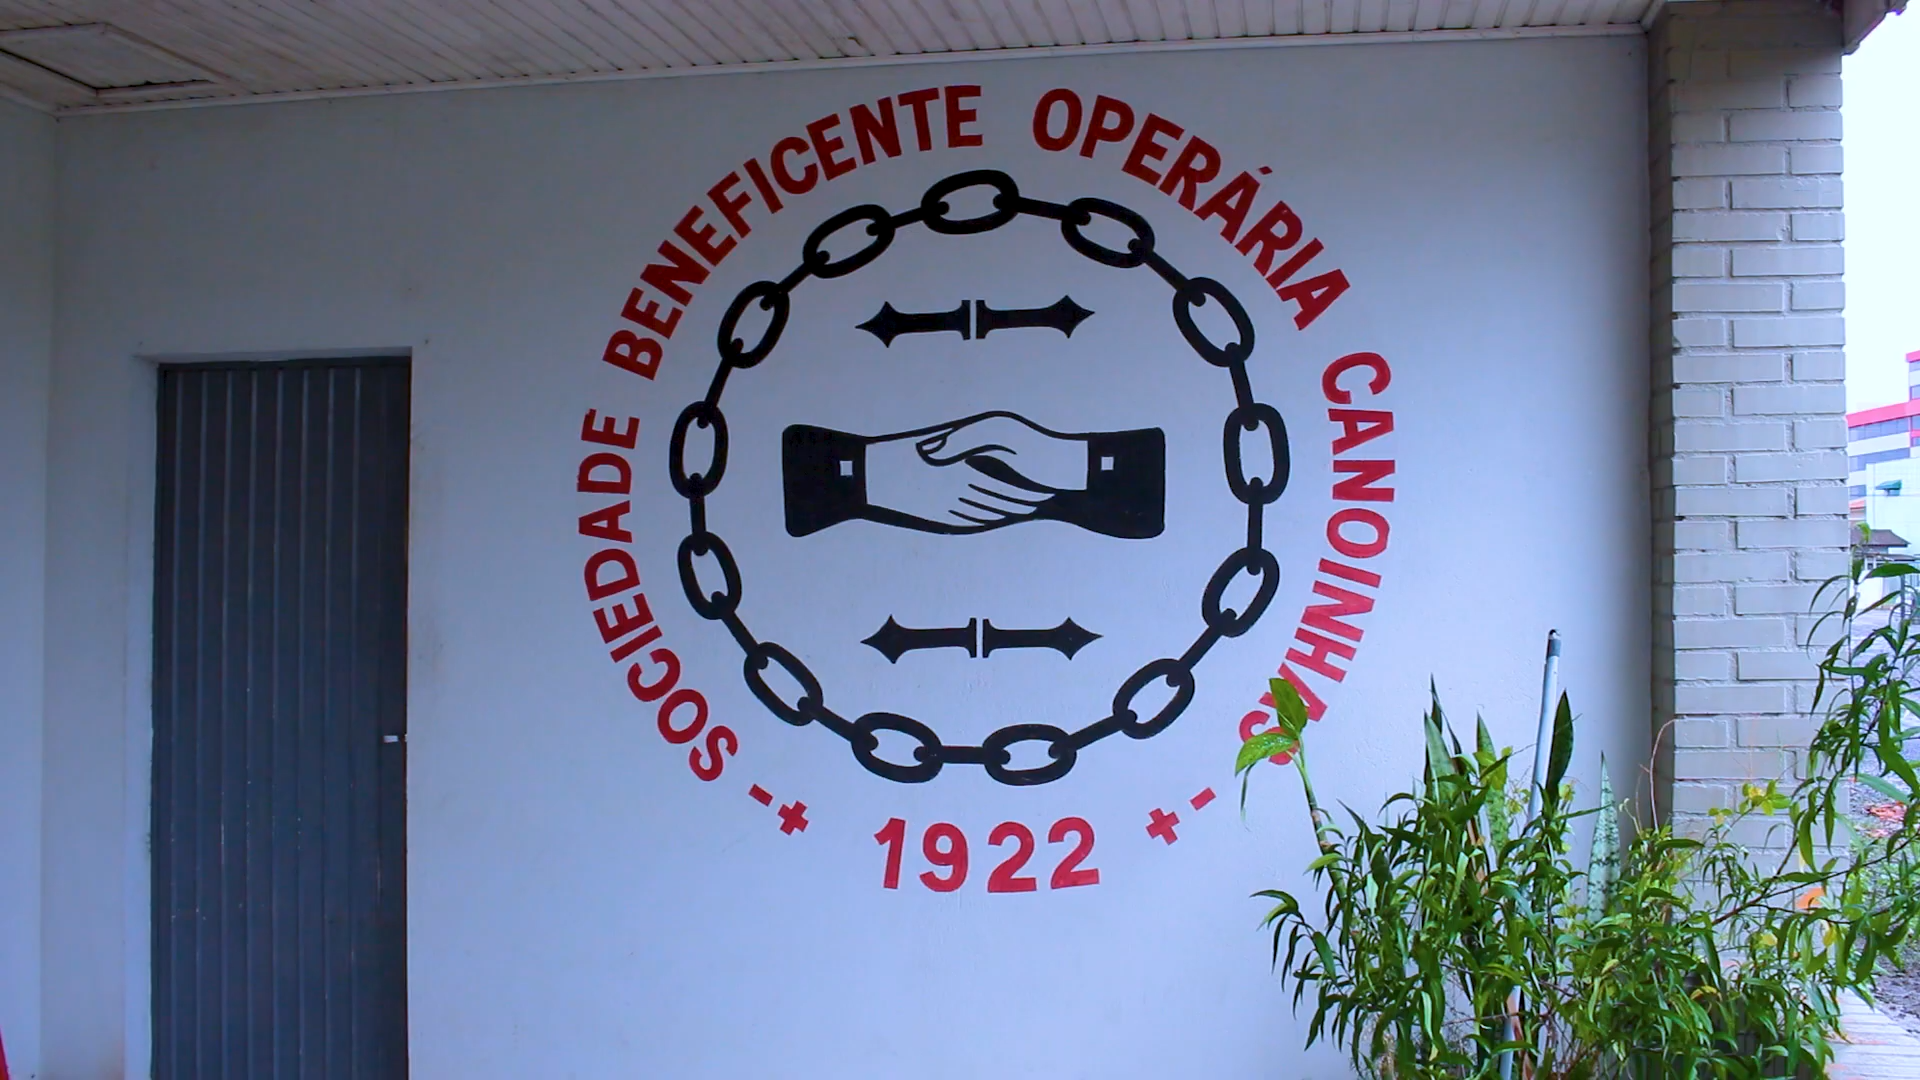 SOCIEDADE BENEFICENTE OPERÁRIA CANOINHAS
-+ 1922 +-